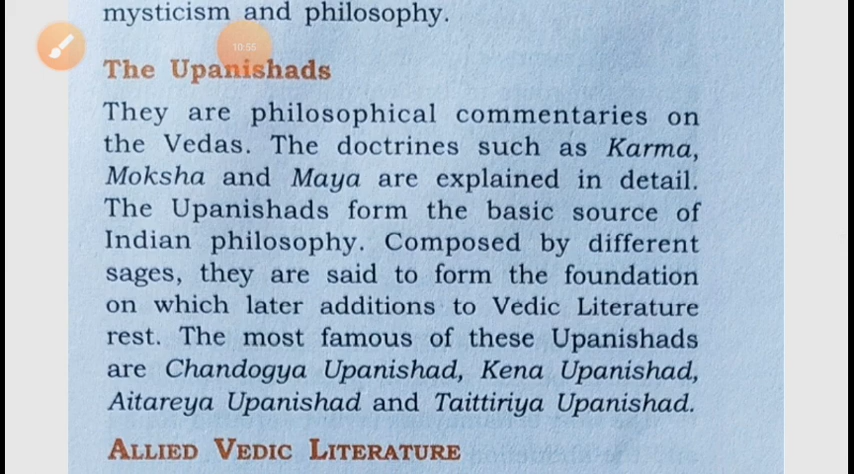 mysticism and philosophy.
10:55
The Upanishads
They are philosophical commentaries on
the Vedas. The doctrines such as Karma,
Moksha and Maya are explained in detail.
The Upanishads form the basic source of
Indian philosophy. Composed by different
sages, they are said to form the foundation
on which later additions to Vedic Literature
rest. The most famous of these Upanishads
are Chandogya Upanishad, Kena Upanishad,
Aitareya Upanishad and Taittiriya Upanishad.
ALLIED VEDIC LITERATURE